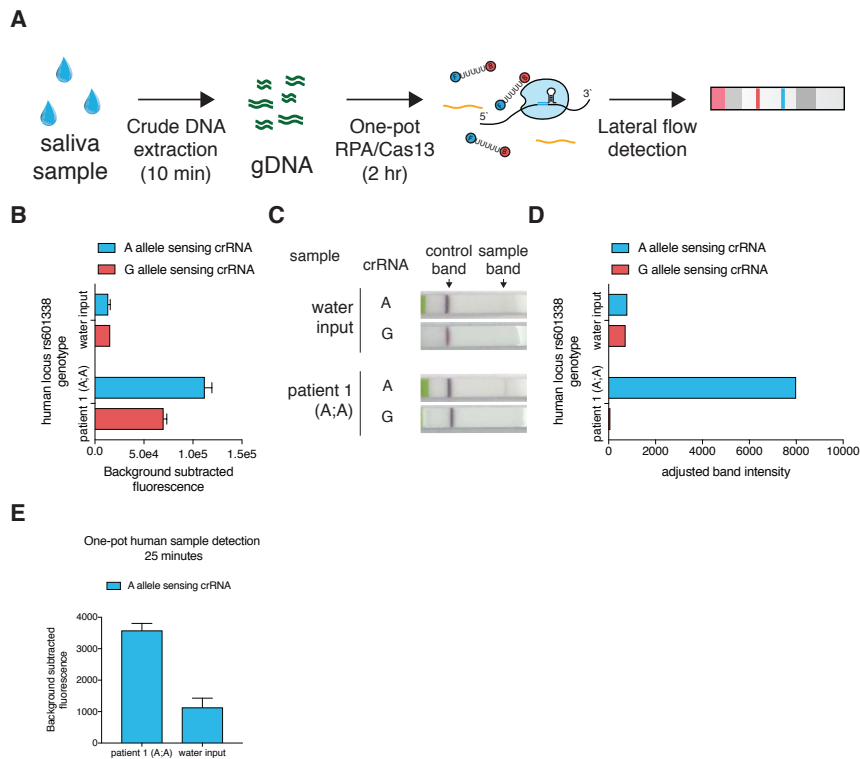 A
saliva
sample
Crude DNA
extraction
(10 min)
gDNA
One-pot
RPA/Cas13
(2 hr)
F
UUUUU
S
F
UUUUU
S
5'
3'
F
UUUUU
S
Lateral flow
detection
B
A allele sensing crRNA
G allele sensing crRNA
human locus rs601338
genotype
water input
patient 1 (A;A)
0.0
5.0e4
1.0e5
1.5e5
Background subtracted
fluorescence
C
sample
crRNA
control
band
sample
band
water
input
A
G
patient 1
(A;A)
A
G
D
A allele sensing crRNA
G allele sensing crRNA
human locus rs601338
genotype
water input
patient 1 (A;A)
0
2000
4000
6000
8000
10000
adjusted band intensity
E
One-pot human sample detection
25 minutes
A allele sensing crRNA
Background subtracted
fluorescence
4000
3000
2000
1000
0
patient 1 (A;A)
water input